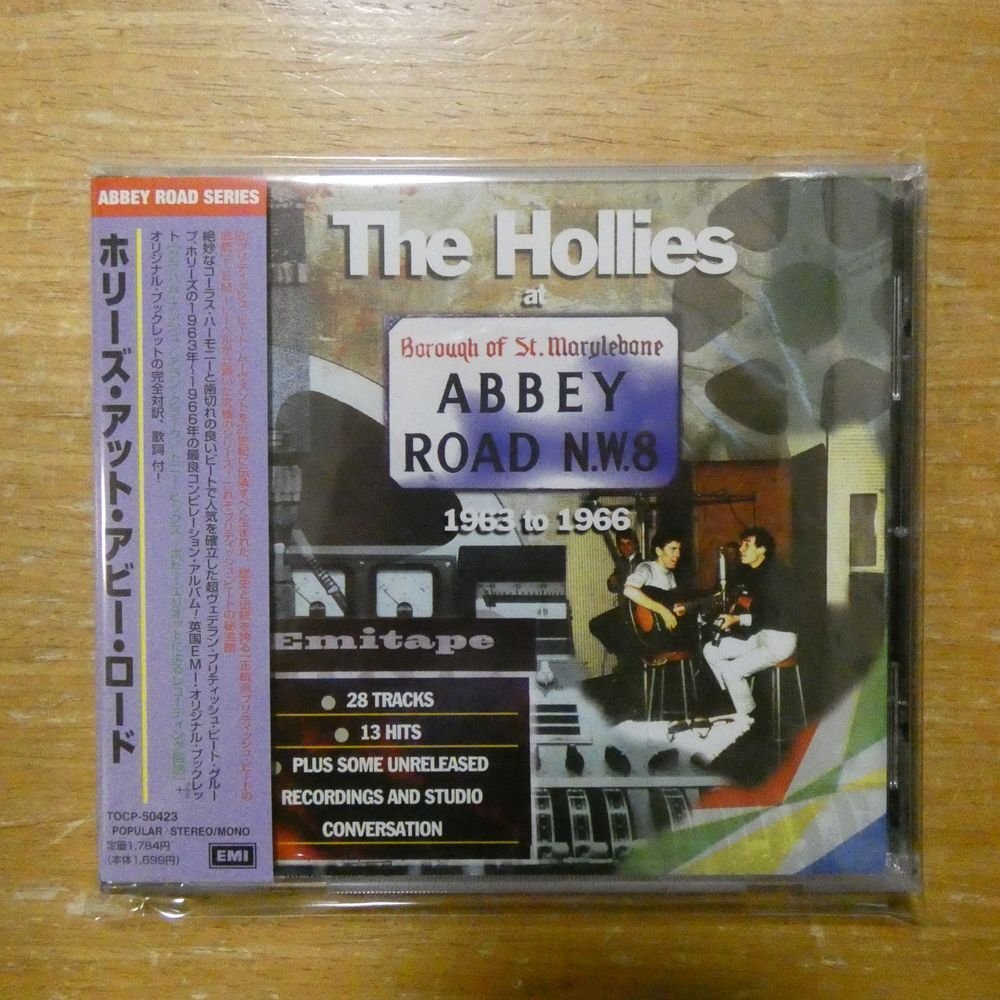 ABBEY ROAD SERIES
ホリーズ・アット・アビー・ロード
絶妙なコーラス・ハーモニーと歯切れの良いビートで人気を確立した超ヴェテラン・ブリティッシュ・ビート・グルー
プ、ホリーズの1963年〜1966年の最良コンピレーション・アルバム!英国EMI・オリジナル・ブックレッ
オリジナル・ブックレットの完全対訳、歌詞付!
TOCP-50423
POPULAR STEREO/MONO
定価1,784円
(本体1,699円)
EMI
The Hollies
at
Borough of St. Marylebone
ABBEY
ROAD N.W.8
1963 to 1966
dB
Emitape
28 TRACKS
13 HITS
PLUS SOME UNRELEASED
RECORDINGS AND STUDIO
CONVERSATION